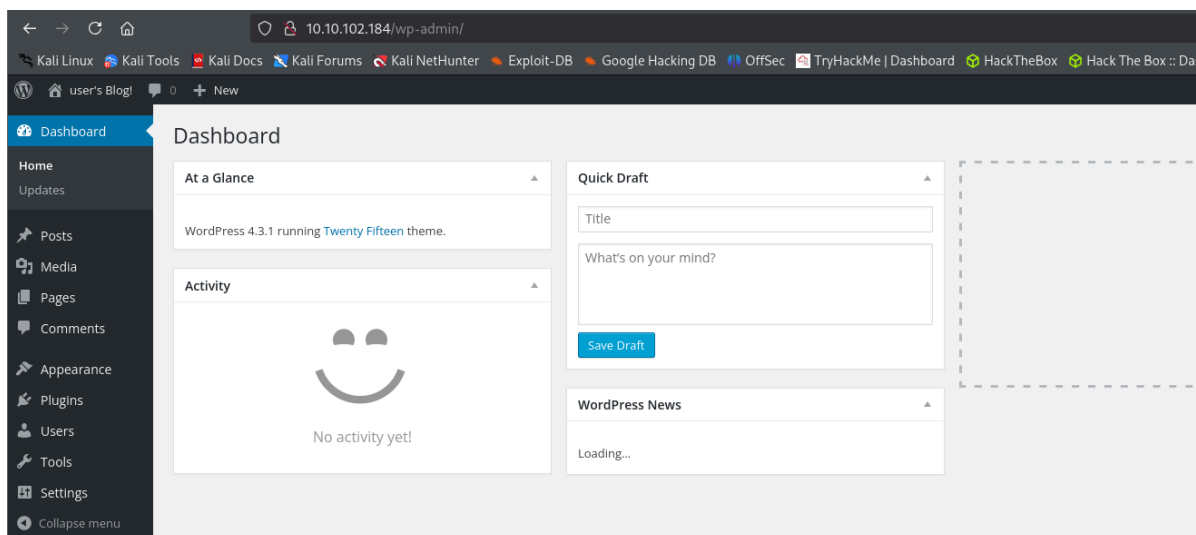 10.10.102.184/wp-admin/
Kali Linux Kali Tools Kali Docs Kali Forums Kali NetHunter Exploit-DB Google Hacking DB OffSec TryHackMe | Dashboard HackTheBox Hack The Box :: Da
user's Blog! 0 + New
Dashboard
Home
Updates
Posts
Media
Pages
Comments
Appearance
Plugins
Users
Tools
Settings
Collapse menu
Dashboard
At a Glance
WordPress 4.3.1 running Twenty Fifteen theme.
Activity
No activity yet!
Quick Draft
Title
What's on your mind?
Save Draft
WordPress News
Loading...